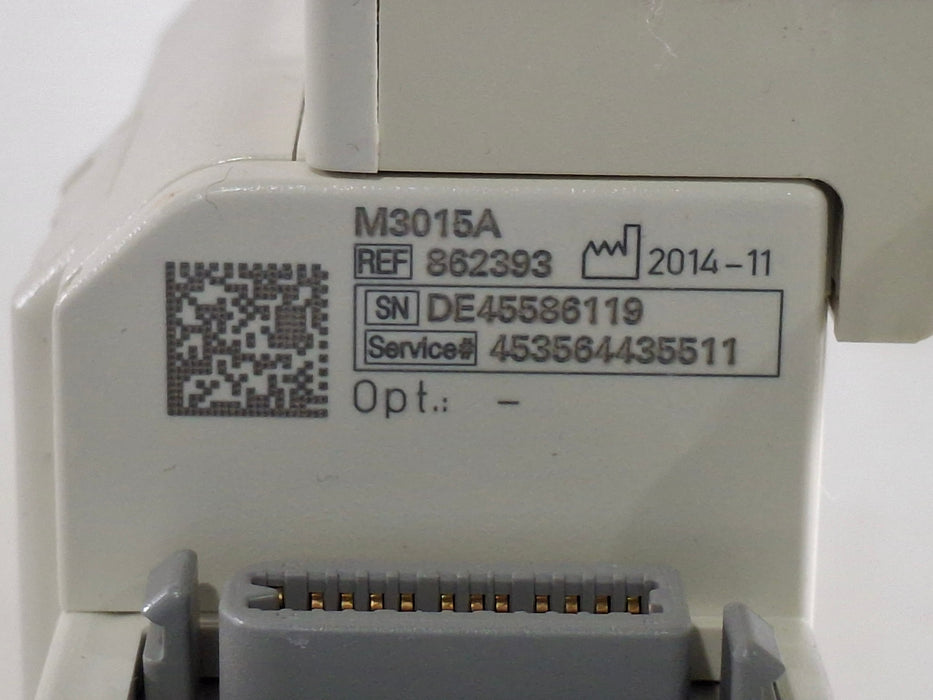 M3015A
REF 862393 2014-11
SN DE45586119
Service# 453564435511
Opt.: -